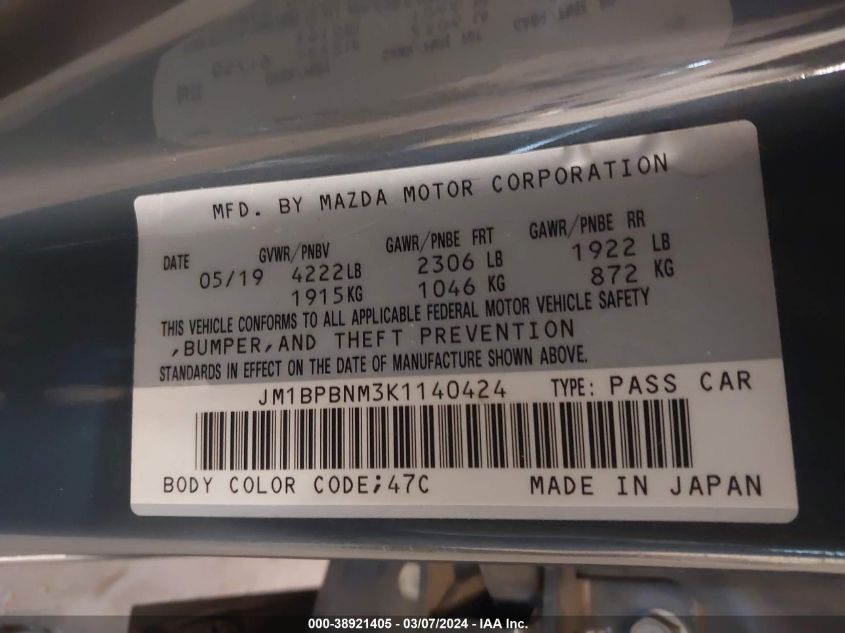 MFD. BY MAZDA MOTOR CORPORATION
DATE GVWR/PNBV GAWR/PNBE FRT GAWR/PNBE RR
05/19 4222LB 2306 LB 1922 LB
1915KG 1046 KG 872 KG
THIS VEHICLE CONFORMS TO ALL APPLICABLE FEDERAL MOTOR VEHICLE SAFETY
,BUMPER,AND THEFT PREVENTION
STANDARDS IN EFFECT ON THE DATE OF MANUFACTURE SHOWN ABOVE.
JM1BPBNM3K1140424 TYPE: PASS CAR
BODY COLOR CODE;47C MADE IN JAPAN
000-38921405 - 03/07/2024 - IAA Inc.